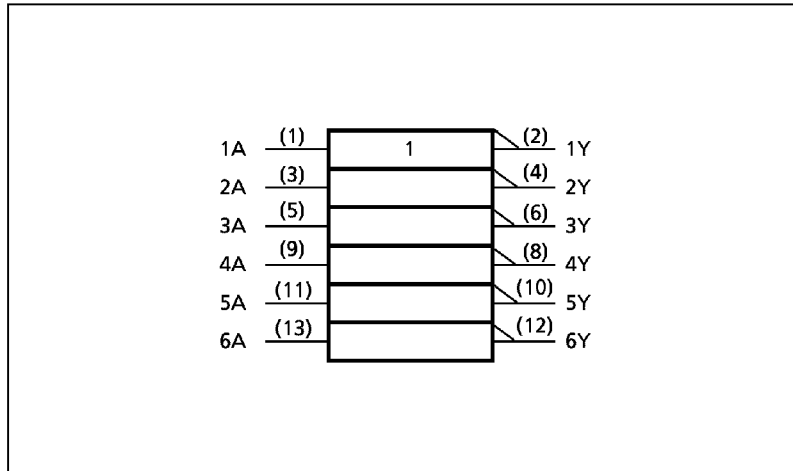 1A (1) 1 (2) 1Y
2A (3) (4) 2Y
3A (5) (6) 3Y
4A (9) (8) 4Y
5A (11) (10) 5Y
6A (13) (12) 6Y